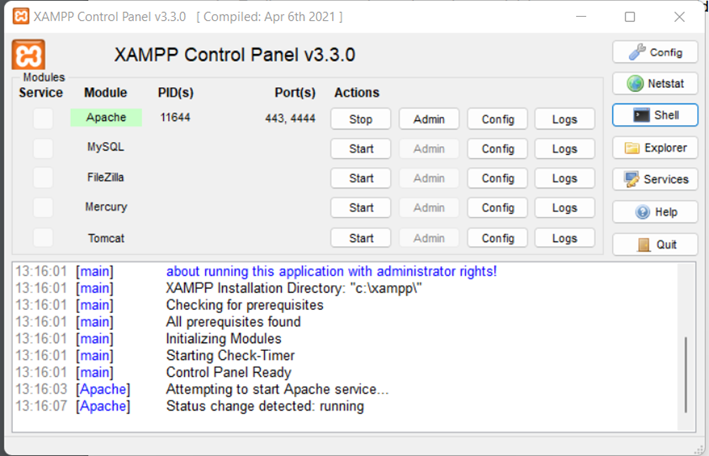 XAMPP Control Panel v3.3.0 [ Compiled: Apr 6th 2021 ]
XAMPP Control Panel v3.3.0
Config
Modules
Service Module PID(s) Port(s) Actions
Netstat
Apache 11644 443, 4444 Stop Admin Config Logs
Shell
MySQL Start Admin Config Logs
Explorer
FileZilla Start Admin Config Logs
Services
Mercury Start Admin Config Logs
Help
Tomcat Start Admin Config Logs
Quit
13:16:01 [main] about running this application with administrator rights!
13:16:01 [main] XAMPP Installation Directory: "c:\xampp\"
13:16:01 [main] Checking for prerequisites
13:16:01 [main] All prerequisites found
13:16:01 [main] Initializing Modules
13:16:01 [main] Starting Check-Timer
13:16:01 [main] Control Panel Ready
13:16:03 [Apache] Attempting to start Apache service...
13:16:07 [Apache] Status change detected: running